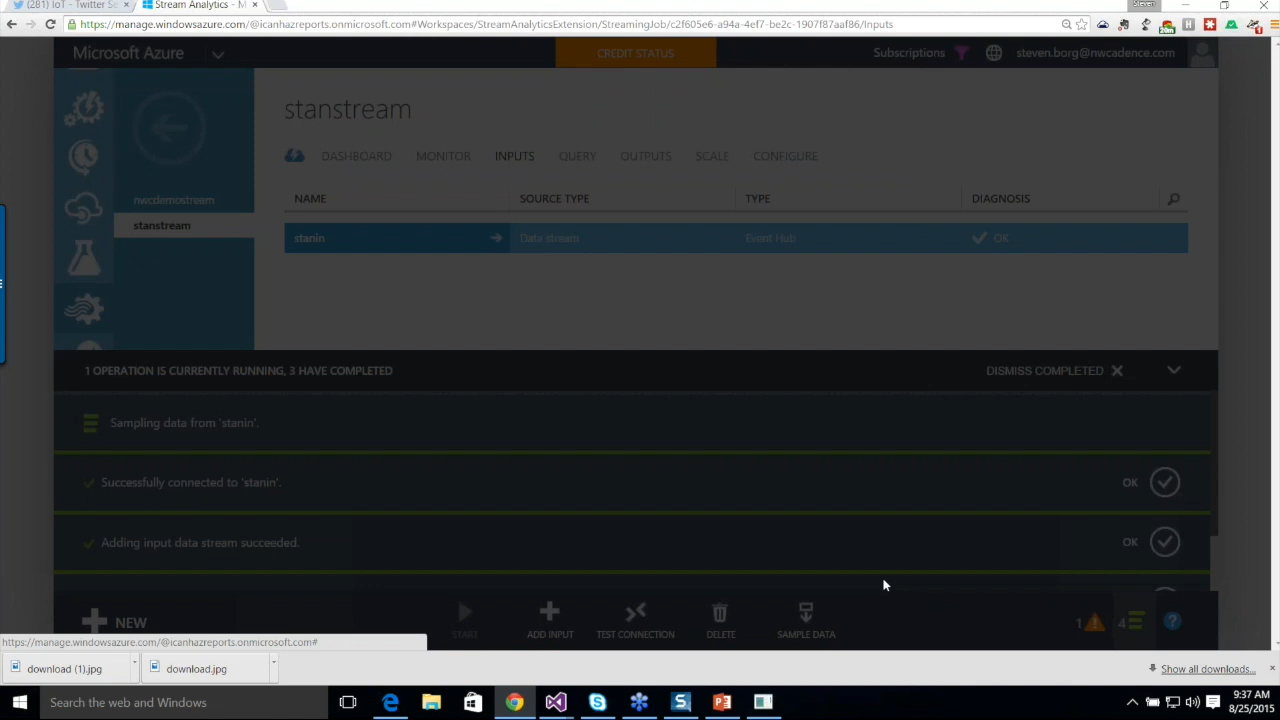 (281) IoT - Twitter Se
Stream Analytics - M
Steven
https://manage.windowsazure.com/@icanhazreports.onmicrosoft.com#Workspaces/StreamAnalyticsExtension/StreamingJob/c2f605e6-a94a-4ef7-be2c-1907f87aaf86/Inputs
20m
1
Microsoft Azure
CREDIT STATUS
Subscriptions
steven.borg@nwcadence.com
stanstream
DASHBOARD MONITOR INPUTS QUERY OUTPUTS SCALE CONFIGURE
nwcdemostream
NAME SOURCE TYPE TYPE DIAGNOSIS
stanstream
stanin Data stream Event Hub OK
1 OPERATION IS CURRENTLY RUNNING, 3 HAVE COMPLETED
DISMISS COMPLETED
Sampling data from 'stanin'.
Successfully connected to 'stanin'. OK
Adding input data stream succeeded. OK
NEW
START ADD INPUT TEST CONNECTION DELETE SAMPLE DATA
1 4 ?
https://manage.windowsazure.com/@icanhazreports.onmicrosoft.com#
download (1).jpg download.jpg
Show all downloads...
Search the web and Windows
9:37 AM
8/25/2015